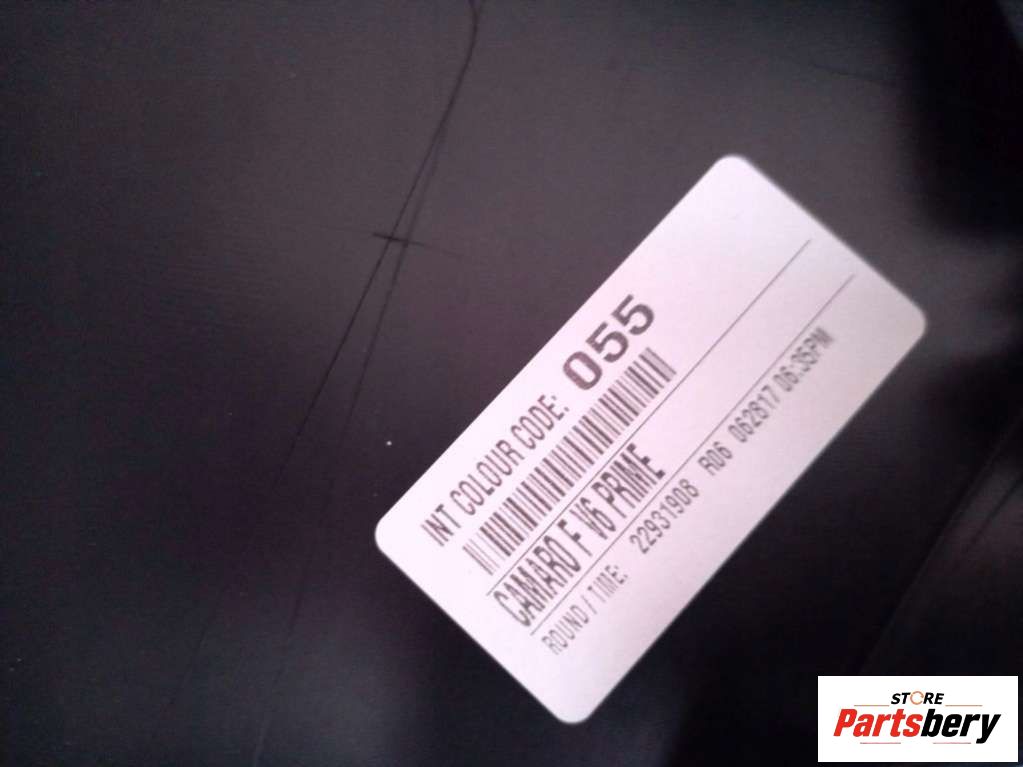 INT COLOUR CODE: 055
CAMARO F V6 PRIME
ROUND / TIME: 22931908 R06 062817 / 06:35PM
STORE
Partsbery